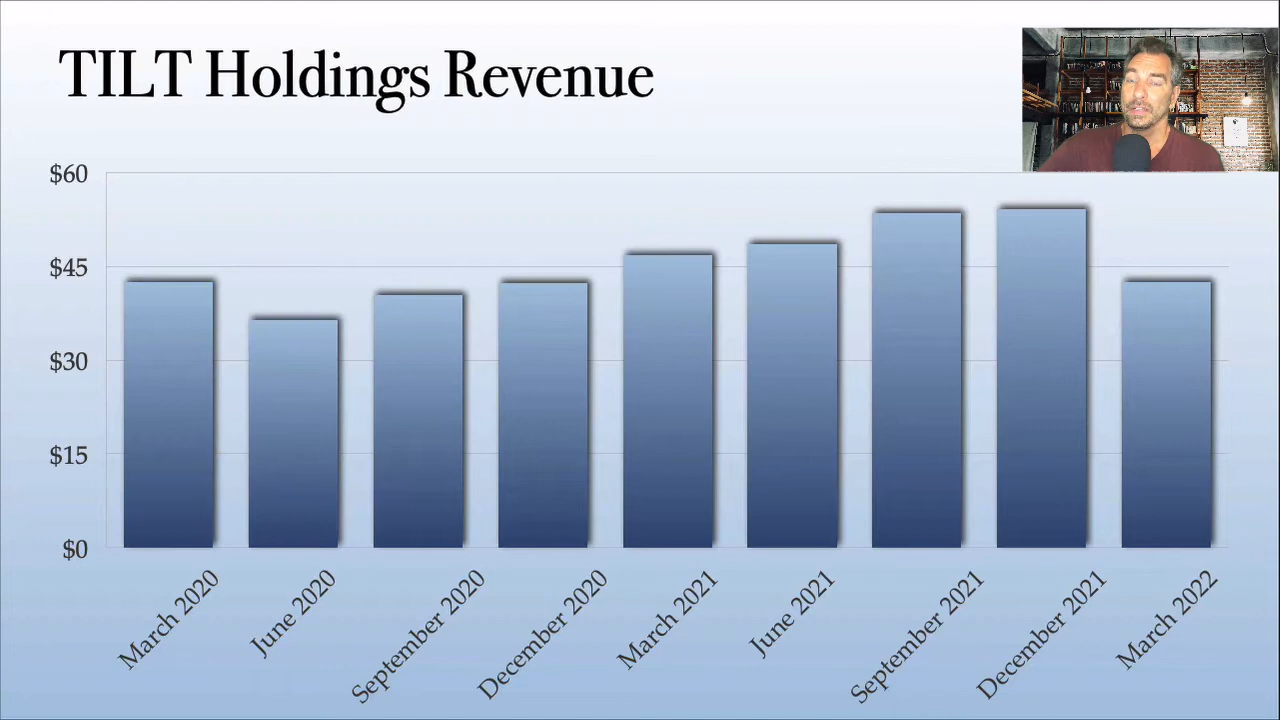 TILT Holdings Revenue
$60
$45
$30
$15
$0
March 2020
June 2020
September 2020
December 2020
March 2021
June 2021
September 2021
December 2021
March 2022